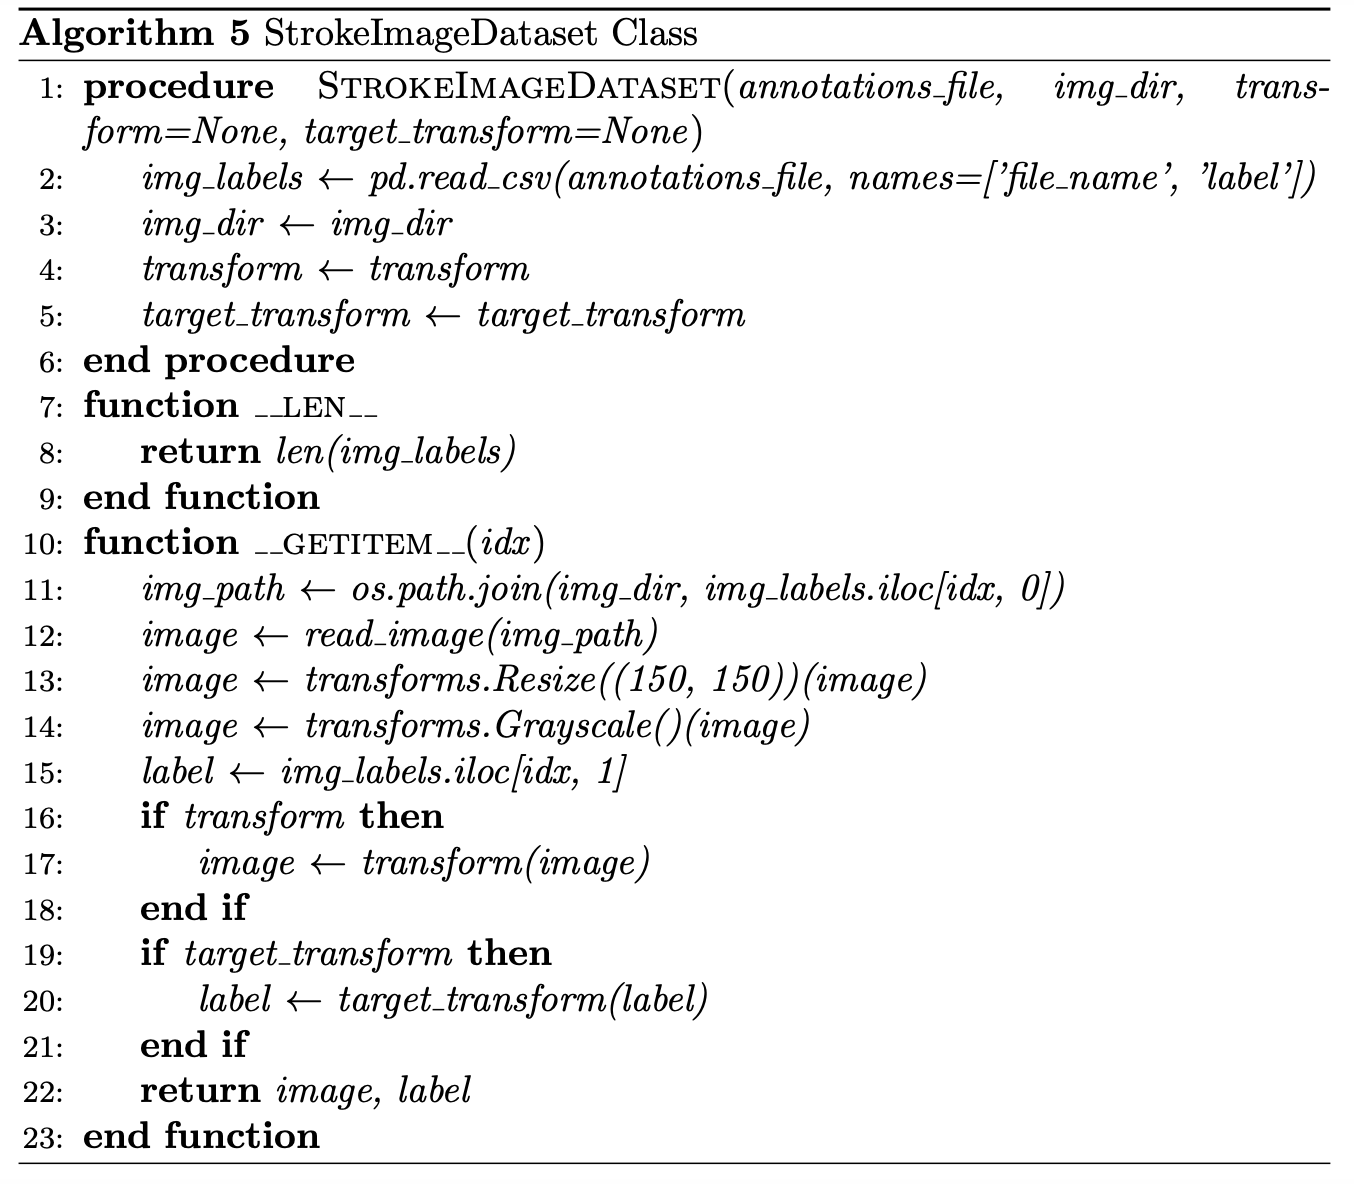 Algorithm 5 StrokeImageDataset Class
1: procedure STROKEIMAGEDATASET(annotations_file, img_dir, trans-
form=None, target_transform=None)
2: img_labels ← pd.read_csv(annotations_file, names=['file_name', 'label'])
3: img_dir ← img_dir
4: transform ← transform
5: target_transform ← target_transform
6: end procedure
7: function __LEN__
8: return len(img_labels)
9: end function
10: function __GETITEM__(idx)
11: img_path ← os.path.join(img_dir, img_labels.iloc[idx, 0])
12: image ← read_image(img_path)
13: image ← transforms.Resize((150, 150))(image)
14: image ← transforms.Grayscale()(image)
15: label ← img_labels.iloc[idx, 1]
16: if transform then
17: image ← transform(image)
18: end if
19: if target_transform then
20: label ← target_transform(label)
21: end if
22: return image, label
23: end function